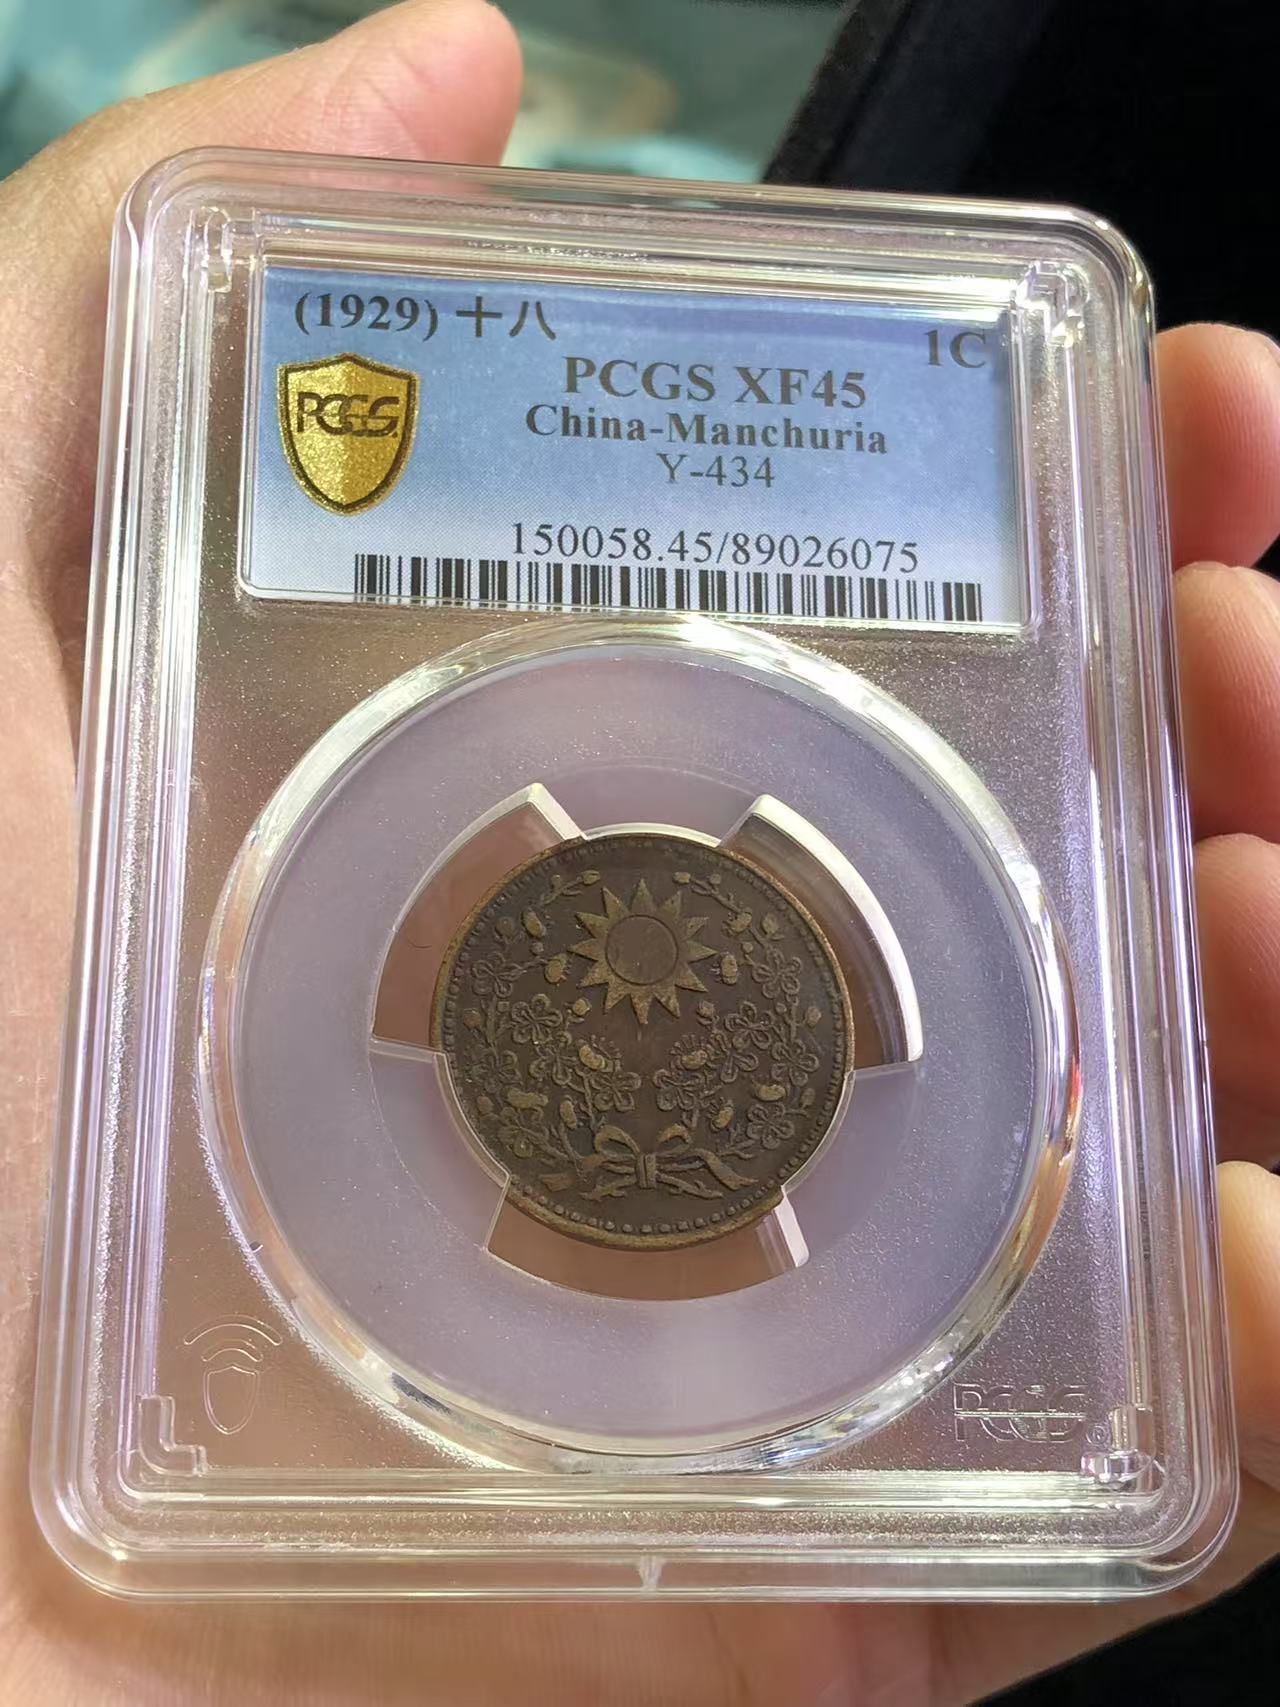 (1929) 十八 1C
PCGS
PCGS XF45
China-Manchuria
Y-434
150058.45/89026075
PCGS®